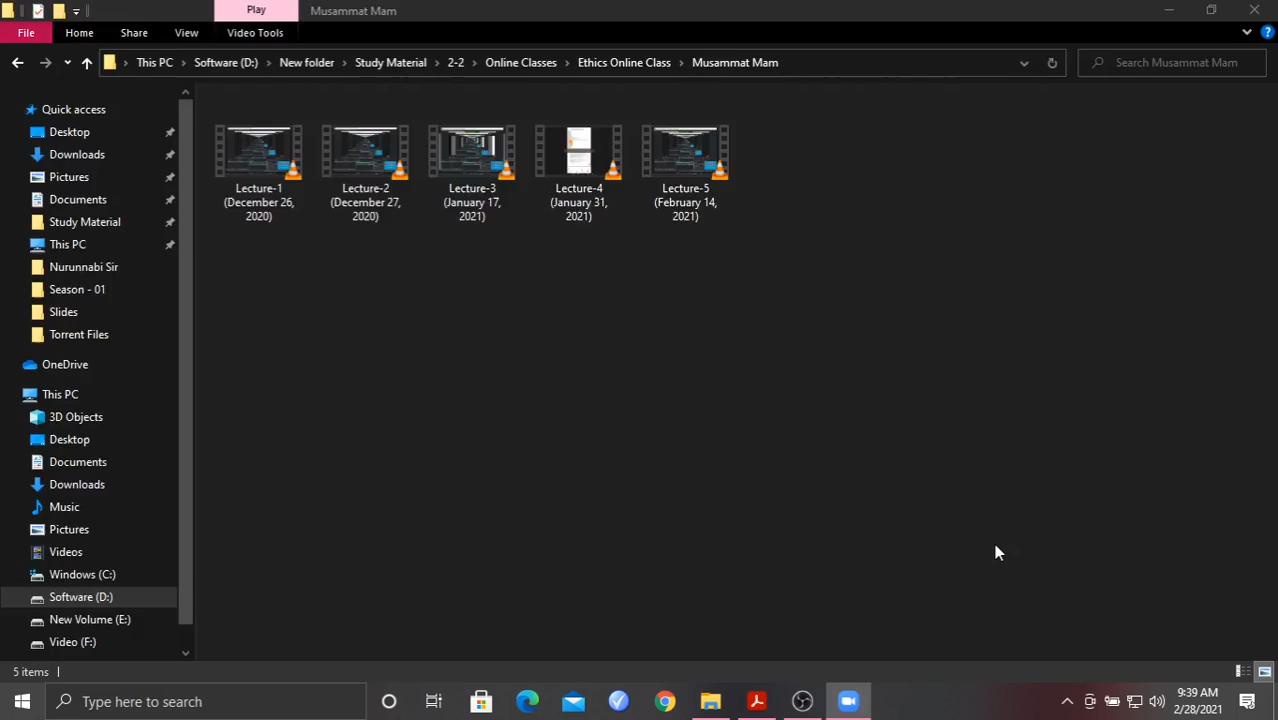 Play
Musammat Mam
File
Home
Share
View
Video Tools
This PC
Software (D:)
New folder
Study Material
2-2
Online Classes
Ethics Online Class
Musammat Mam
Search Musammat Mam
Quick access
Desktop
Downloads
Pictures
Documents
Study Material
This PC
Nurunnabi Sir
Season - 01
Slides
Torrent Files
OneDrive
This PC
3D Objects
Desktop
Documents
Downloads
Music
Pictures
Videos
Windows (C:)
Software (D:)
New Volume (E:)
Video (F:)
Lecture-1
(December 26,
2020)
Lecture-2
(December 27,
2020)
Lecture-3
(January 17,
2021)
Lecture-4
(January 31,
2021)
Lecture-5
(February 14,
2021)
5 items
Type here to search
9:39 AM
2/28/2021